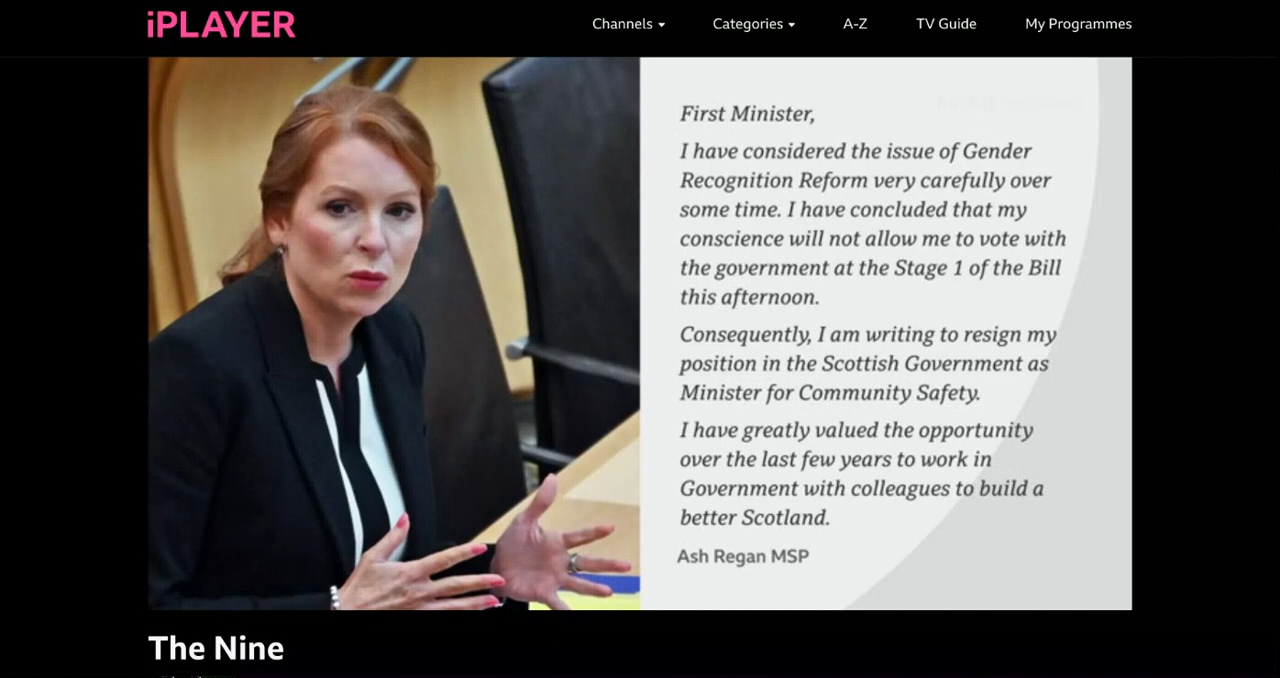 iPLAYER
Channels
Categories
A-Z
TV Guide
My Programmes
First Minister,
I have considered the issue of Gender
Recognition Reform very carefully over
some time. I have concluded that my
conscience will not allow me to vote with
the government at the Stage 1 of the Bill
this afternoon.
Consequently, I am writing to resign my
position in the Scottish Government as
Minister for Community Safety.
I have greatly valued the opportunity
over the last few years to work in
Government with colleagues to build a
better Scotland.
Ash Regan MSP
The Nine